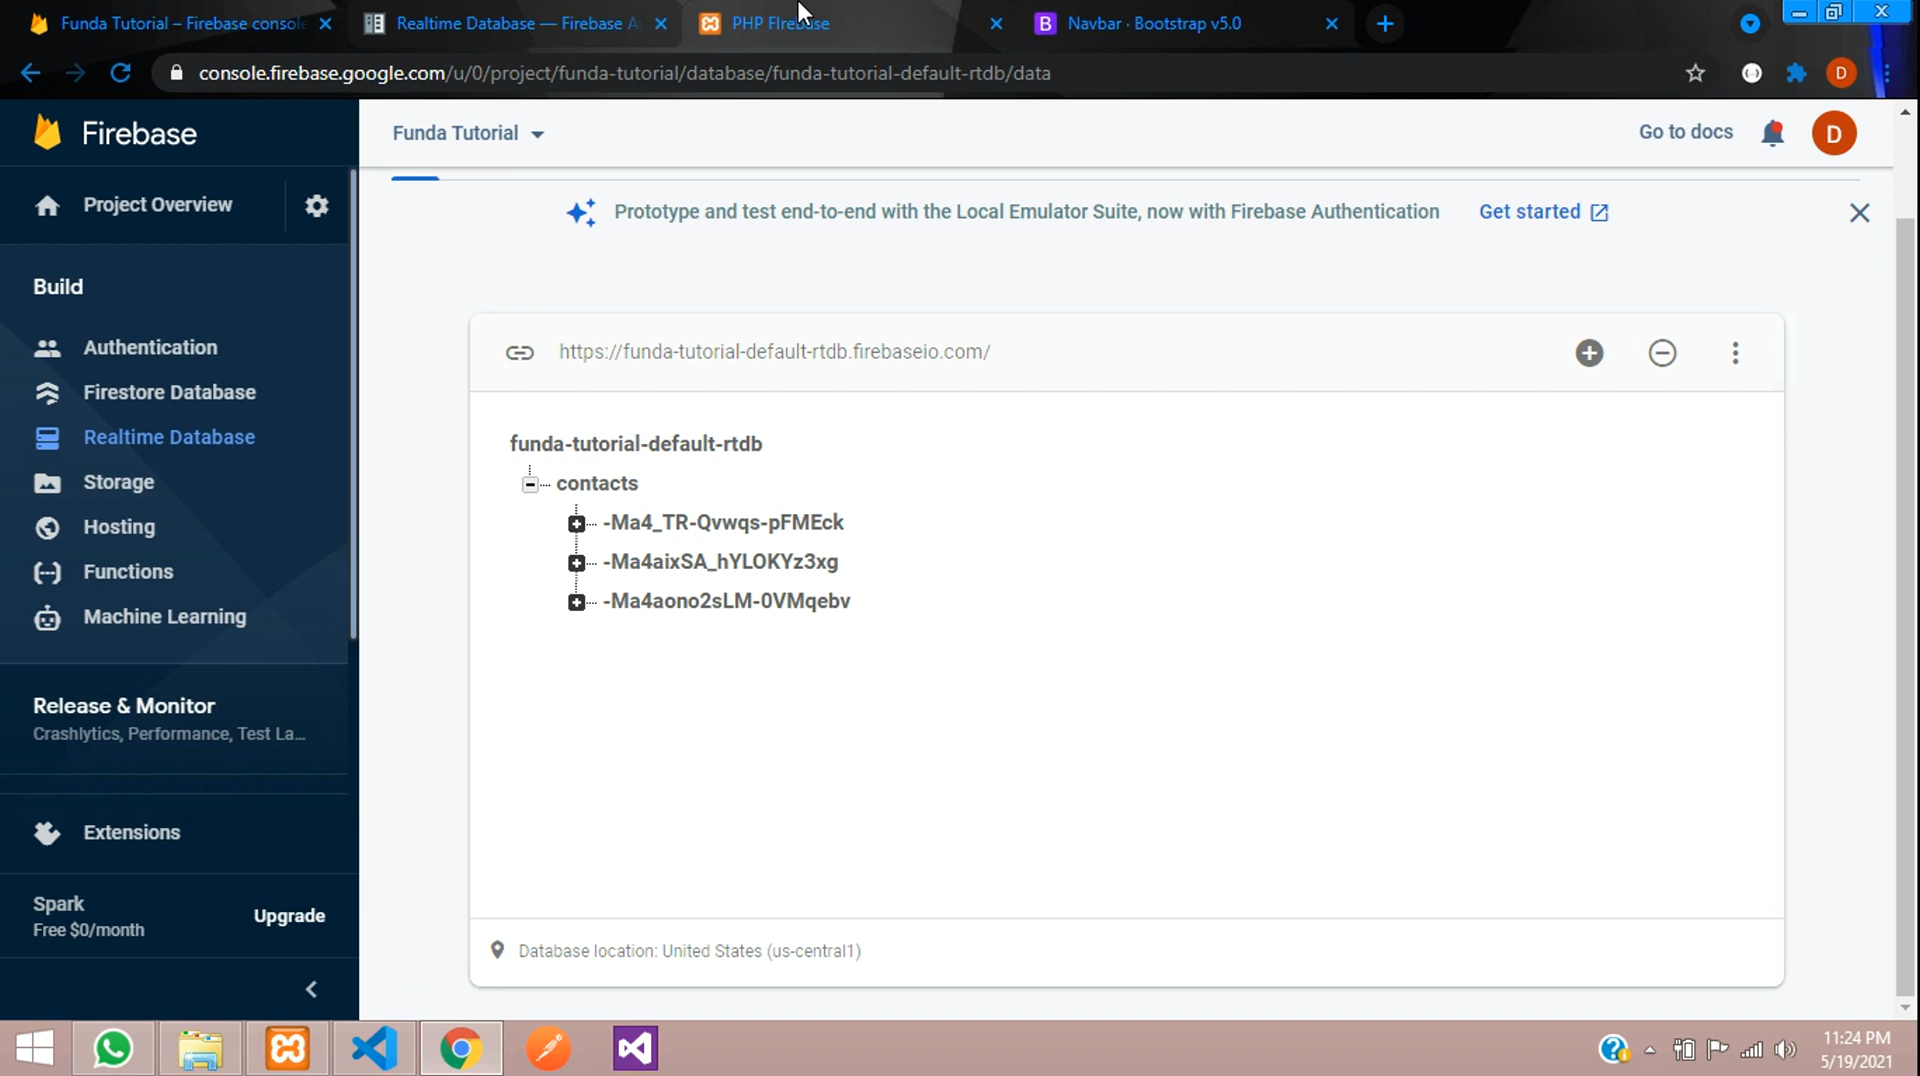 Funda Tutorial – Firebase console
Realtime Database — Firebase A
PHP FIrebase
Navbar · Bootstrap v5.0
console.firebase.google.com/u/0/project/funda-tutorial/database/funda-tutorial-default-rtdb/data
D
Firebase
Funda Tutorial
Go to docs
D
Project Overview
Prototype and test end-to-end with the Local Emulator Suite, now with Firebase Authentication
Get started
Build
Authentication
Firestore Database
Realtime Database
Storage
Hosting
Functions
Machine Learning
https://funda-tutorial-default-rtdb.firebaseio.com/
funda-tutorial-default-rtdb
contacts
-Ma4_TR-Qvwqs-pFMEck
-Ma4aixSA_hYLOKYz3xg
-Ma4aono2sLM-0VMqebv
Release & Monitor
Crashlytics, Performance, Test La...
Extensions
Spark
Free $0/month
Upgrade
Database location: United States (us-central1)
11:24 PM
5/19/2021